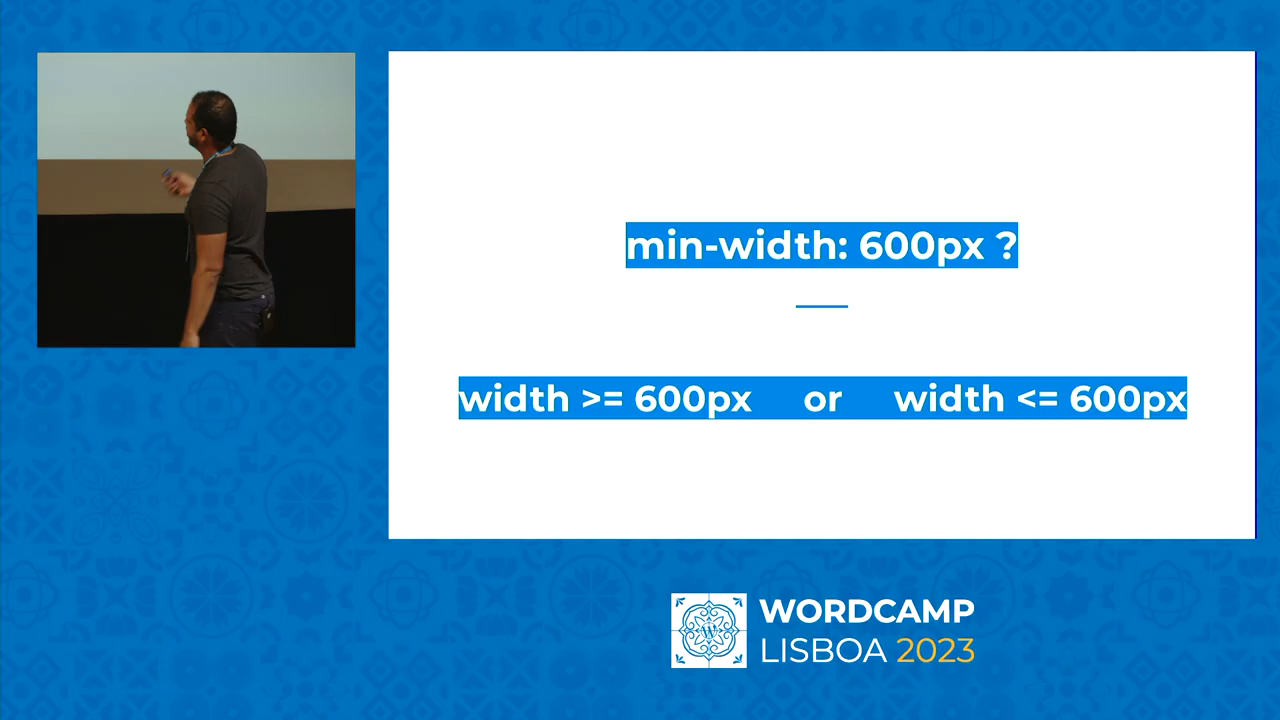 min-width: 600px ?
width >= 600px or width <= 600px
WORDCAMP
LISBOA 2023